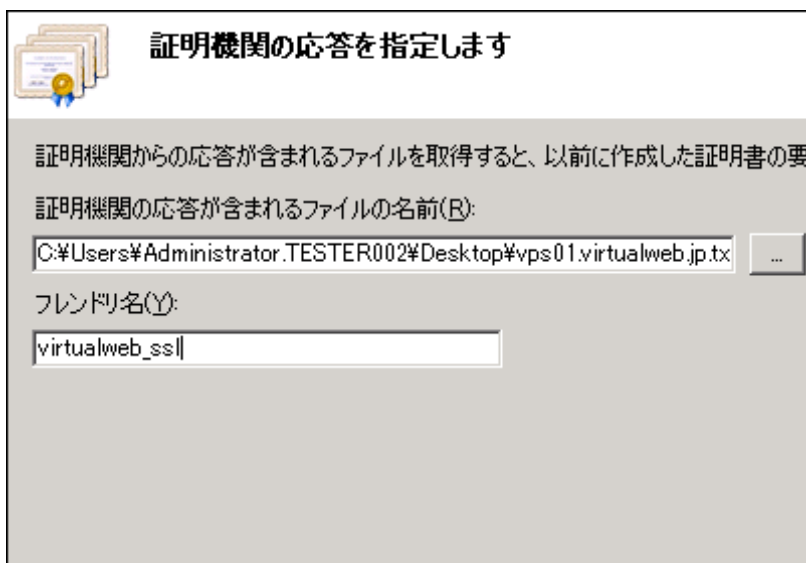 証明機関の応答を指定します
証明機関からの応答が含まれるファイルを取得すると、以前に作成した証明書の要
証明機関の応答が含まれるファイルの名前(R):
C:¥Users¥Administrator.TESTER002¥Desktop¥vps01.virtualweb.jp.tx
...
フレンドリ名(Y):
virtualweb_ssl